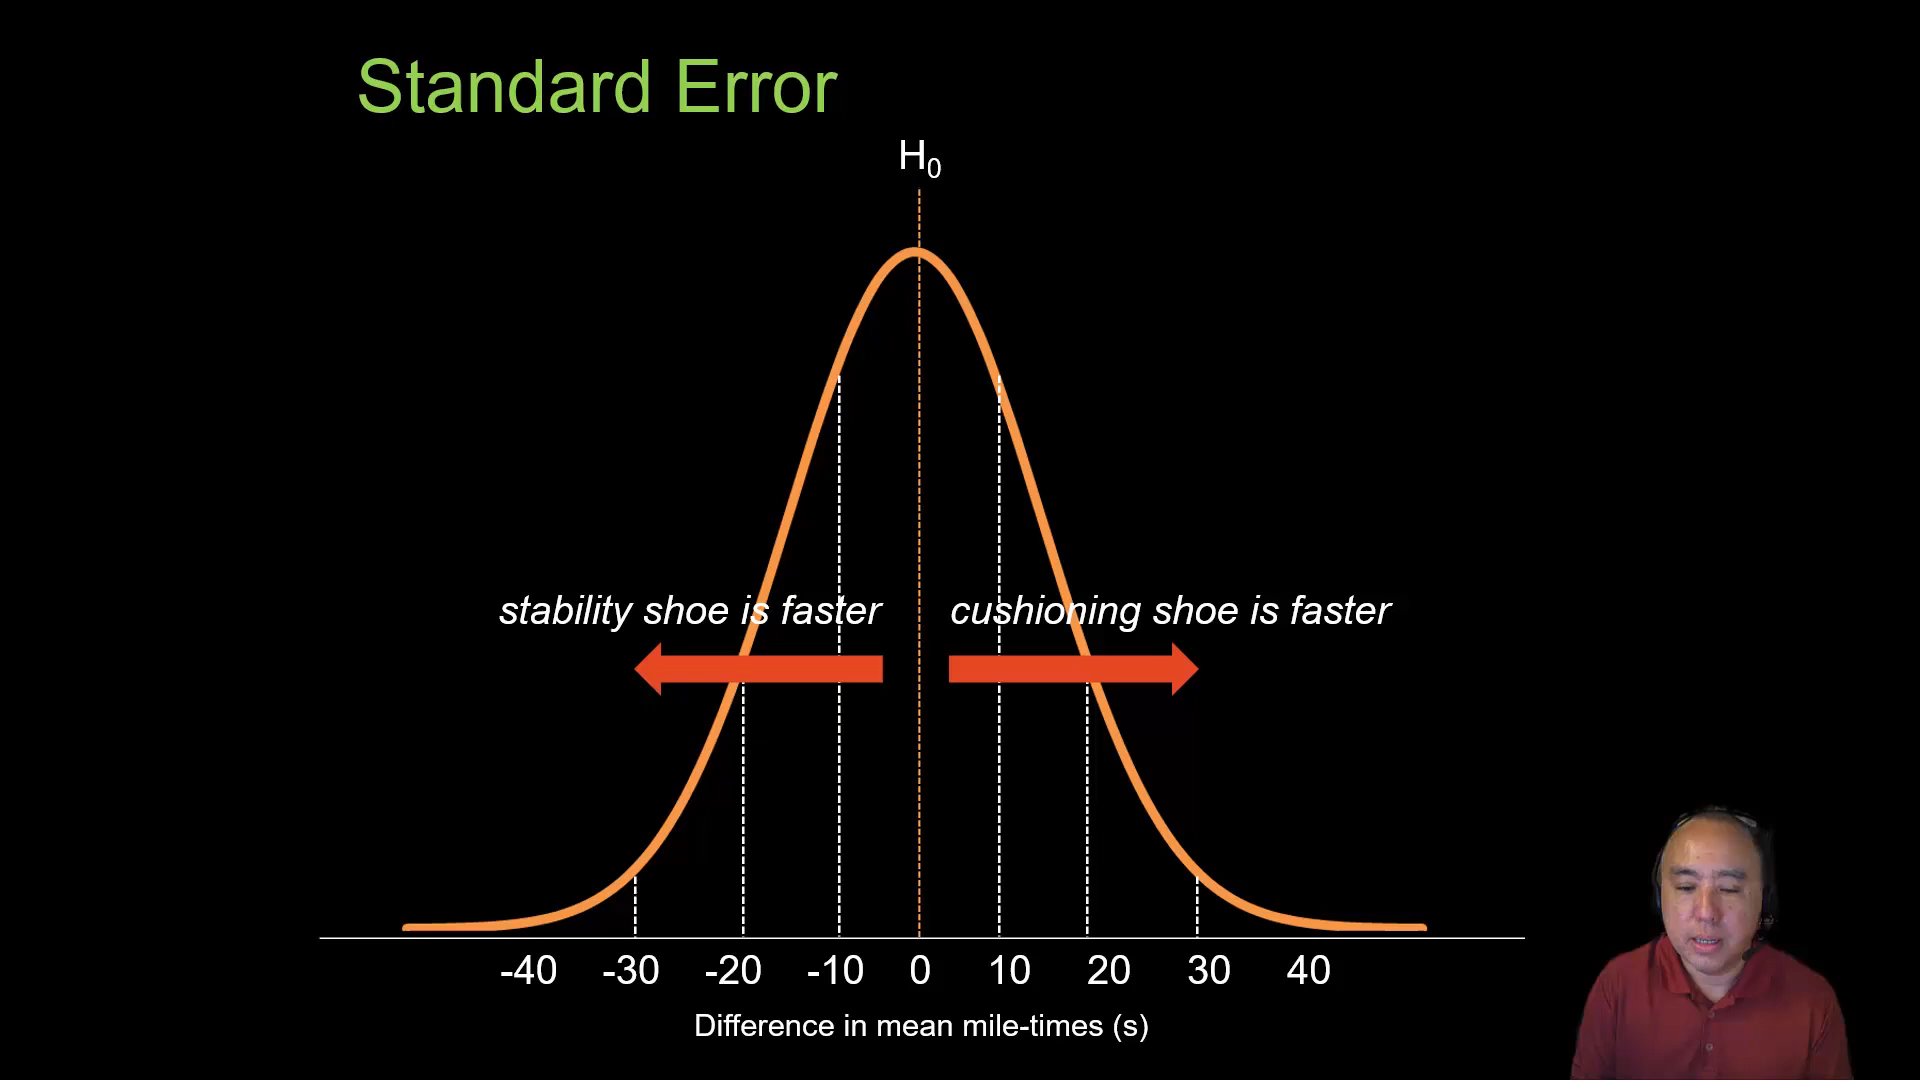 Standard Error
H₀
stability shoe is faster
cushioning shoe is faster
-40 -30 -20 -10 0 10 20 30 40
Difference in mean mile-times (s)